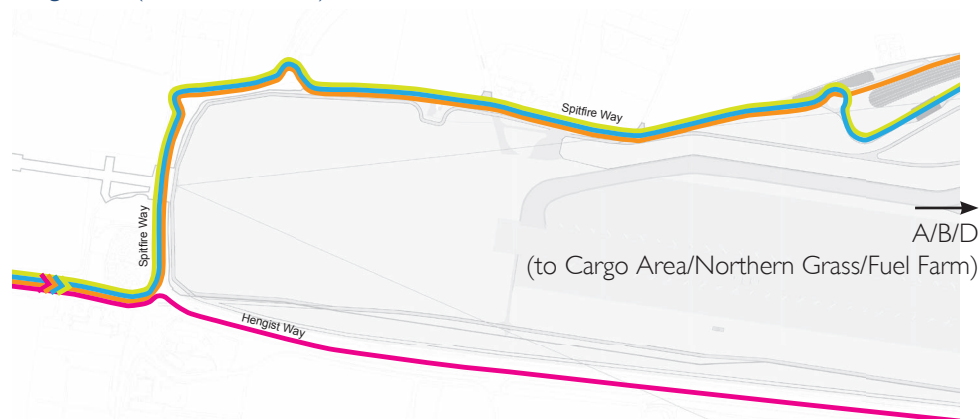 Spitfire Way
Spitfire Way
A/B/D
(to Cargo Area/Northern Grass/Fuel Farm)
Hengist Way